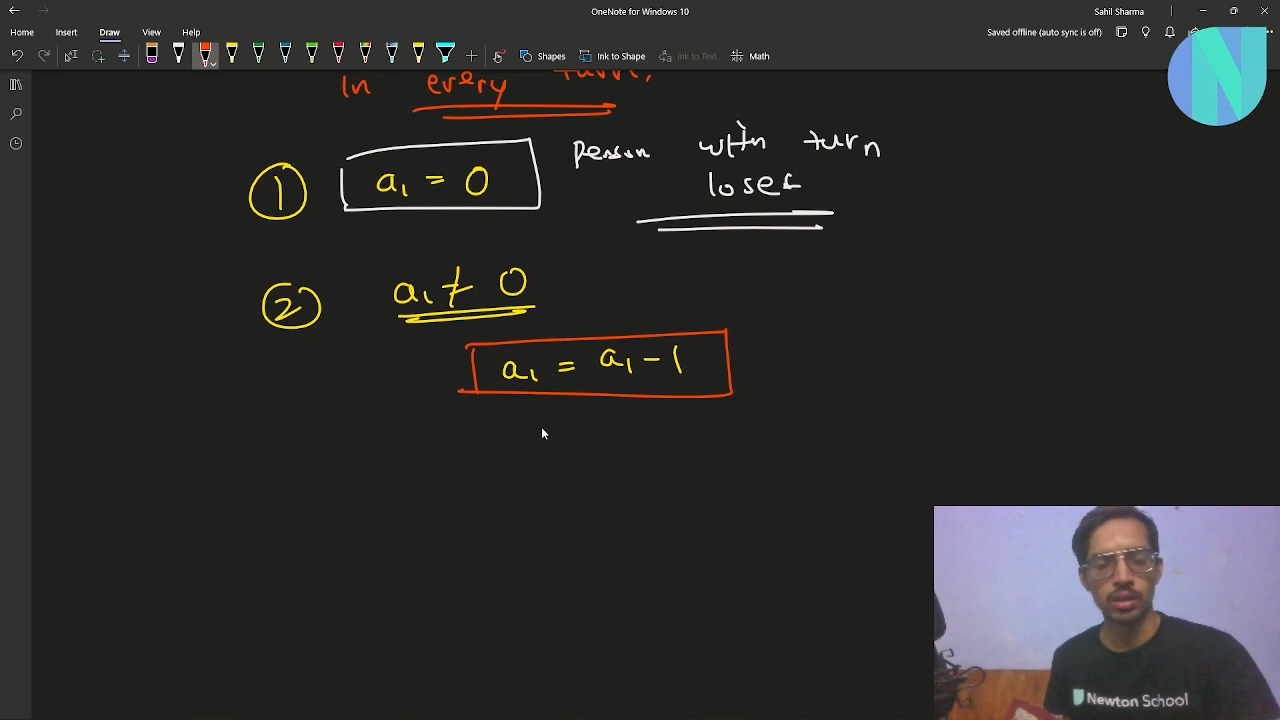 OneNote for Windows 10
Sahil Sharma
Home Insert Draw View Help
Saved offline (auto sync is off)
Shapes Ink to Shape Ink to Text Math
In every turn.
① a₁ = 0 person with turn
loses
② a₁ ≠ 0
a₁ = a₁ - 1
Newton School